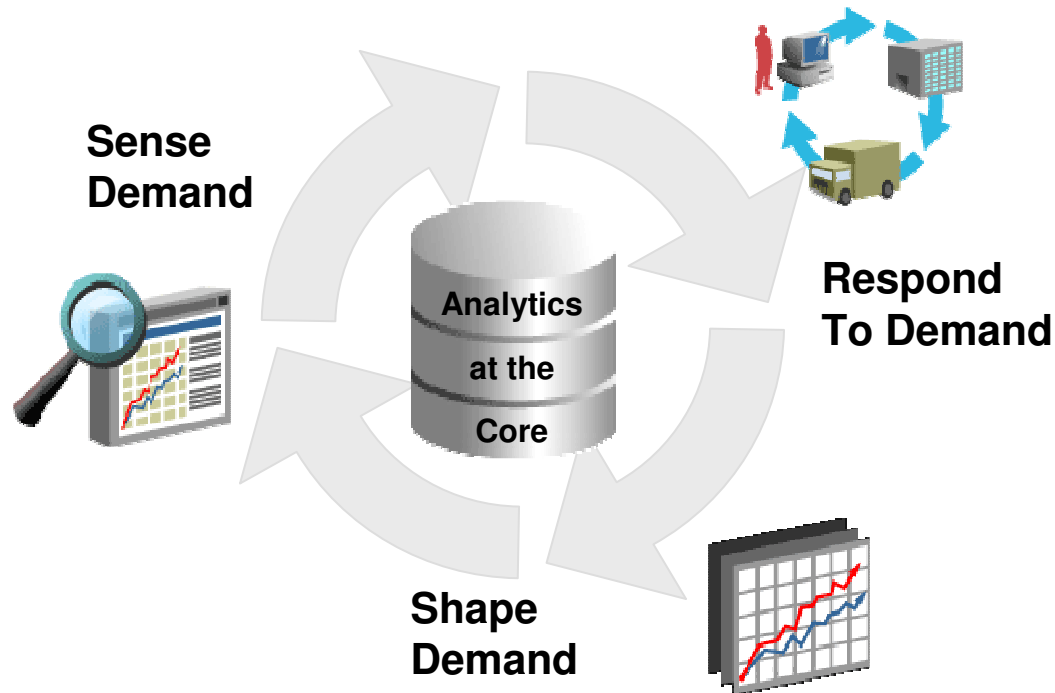 Sense
Demand
Analytics
at the
Core
Respond
To Demand
Shape
Demand